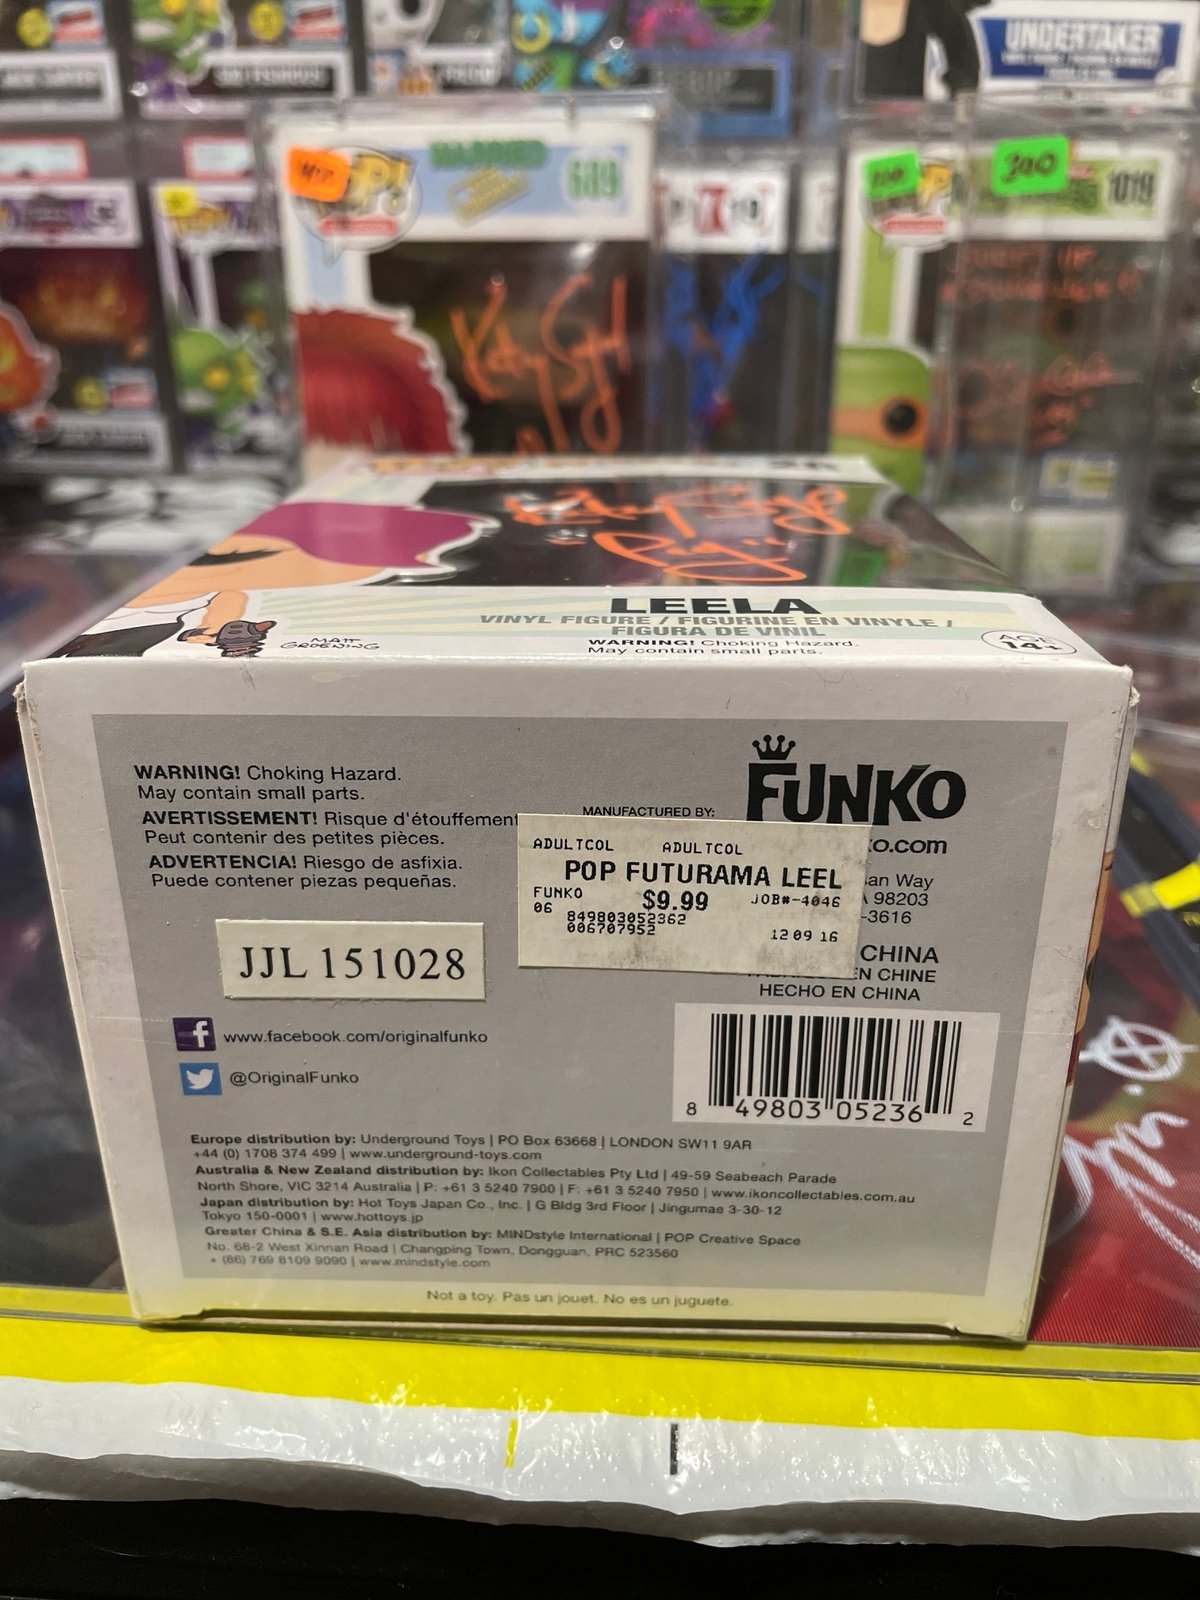 UNDERTAKER
689
300
1019
Katey Sagal
Katey Sagal
LEELA
VINYL FIGURE / FIGURINE EN VINYLE /
FIGURA DE VINIL
WARNING! Choking Hazard.
May contain small parts.
AGE
14+
MATT
GROENING
WARNING! Choking Hazard.
May contain small parts.
AVERTISSEMENT! Risque d'étouffement
Peut contenir des petites pièces.
ADVERTENCIA! Riesgo de asfixia.
Puede contener piezas pequeñas.
MANUFACTURED BY:
FUNKO
ko.com
an Way
98203
-3616
CHINA
EN CHINE
HECHO EN CHINA
ADULTCOL ADULTCOL
POP FUTURAMA LEEL
FUNKO $9.99 JOB#-4046
06 849803052362
006707952 12 09 16
JJL 151028
f www.facebook.com/originalfunko
@OriginalFunko
8 49803 05236 2
Europe distribution by: Underground Toys | PO Box 63668 | LONDON SW11 9AR
+44 (0) 1708 374 499 | www.underground-toys.com
Australia & New Zealand distribution by: Ikon Collectables Pty Ltd | 49-59 Seabeach Parade
North Shore, VIC 3214 Australia | P: +61 3 5240 7900 | F: +61 3 5240 7950 | www.ikoncollectables.com.au
Japan distribution by: Hot Toys Japan Co., Inc. | G Bldg 3rd Floor | Jingumae 3-30-12
Tokyo 150-0001 | www.hottoys.jp
Greater China & S.E. Asia distribution by: MINDstyle International | POP Creative Space
No. 68-2 West Xinnan Road | Changping Town, Dongguan, PRC 523560
+ (86) 769 8109 9090 | www.mindstyle.com
Not a toy. Pas un jouet. No es un juguete.